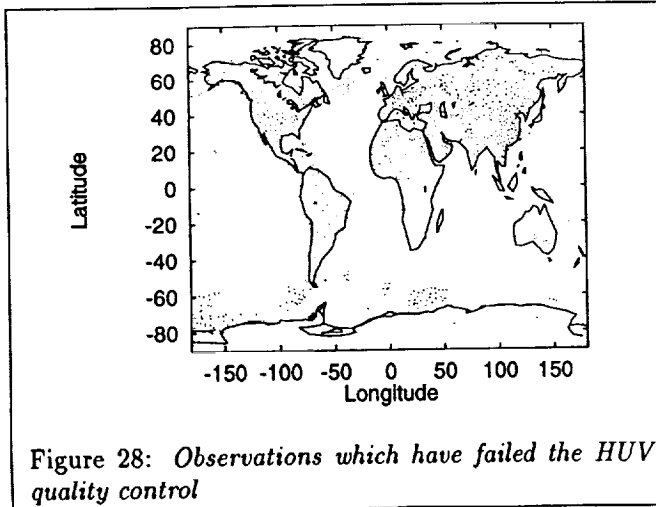 80
60
40
20
0
-20
-40
-60
-80
Latitude
-150 -100 -50 0 50 100 150
Longitude
Figure 28: Observations which have failed the HUV
quality control